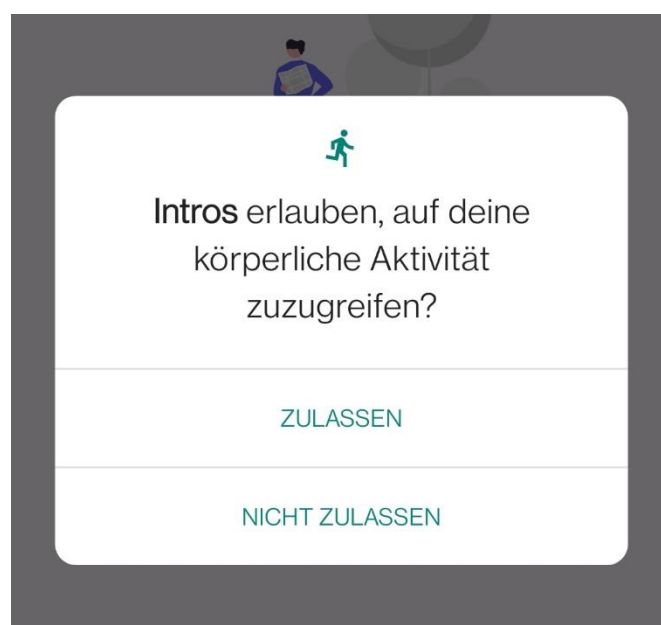 Intros erlauben, auf deine
körperliche Aktivität
zuzugreifen?
ZULASSEN
NICHT ZULASSEN